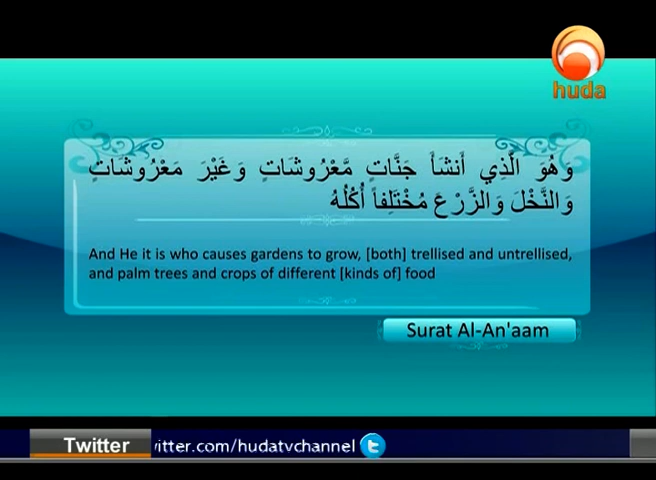 huda
وَهُوَ الَّذِي أَنشَأَ جَنَّاتٍ مَّعْرُوشَاتٍ وَغَيْرَ مَعْرُوشَاتٍ
وَالنَّخْلَ وَالزَّرْعَ مُخْتَلِفاً أُكُلُهُ
And He it is who causes gardens to grow, [both] trellised and untrellised,
and palm trees and crops of different [kinds of] food
Surat Al-An'aam
Twitter itter.com/hudatvchannel